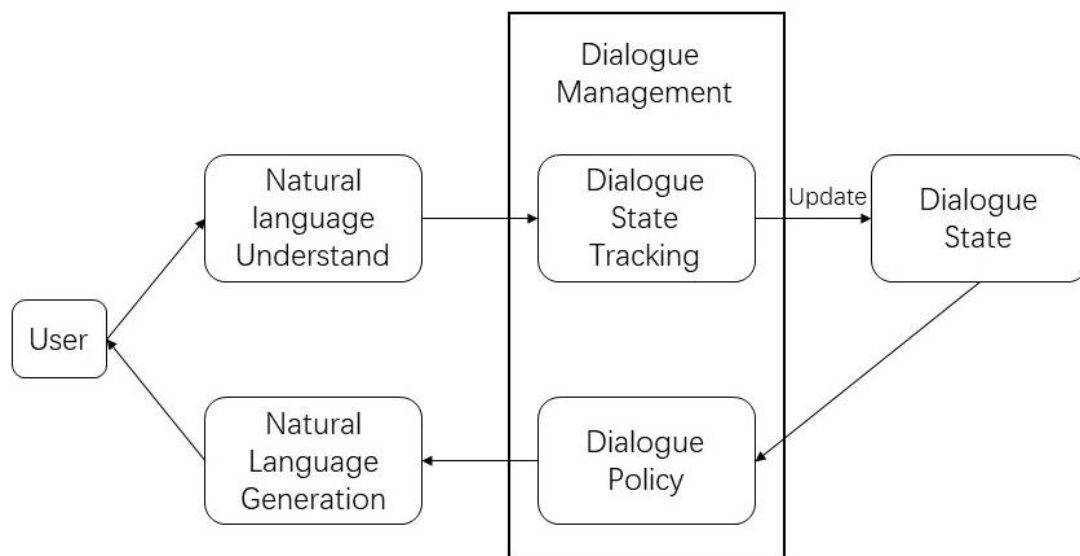 Dialogue
Management
Natural
language
Understand
Dialogue
State
Tracking
Update
Dialogue
State
User
Natural
Language
Generation
Dialogue
Policy